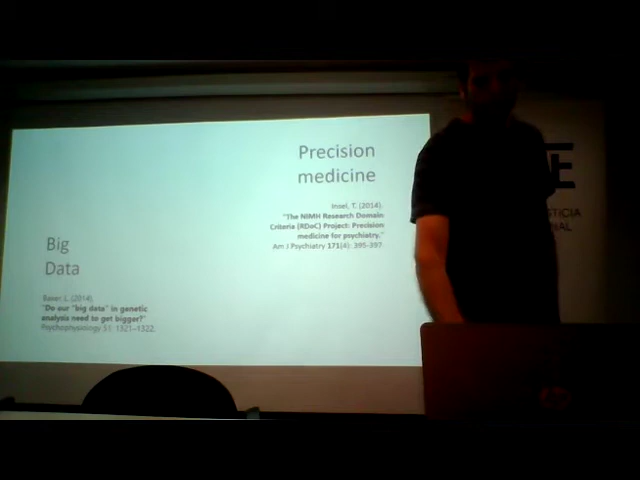 Precision
medicine
Insel, T. (2014).
"The NIMH Research Domain
Criteria (RDoC) Project: Precision
medicine for psychiatry."
Am J Psychiatry 171(4): 395-397.
Big
Data
Baker, L. (2014).
"Do our "big data" in genetic
analysis need to get bigger?"
Psychophysiology 51: 1321–1322.